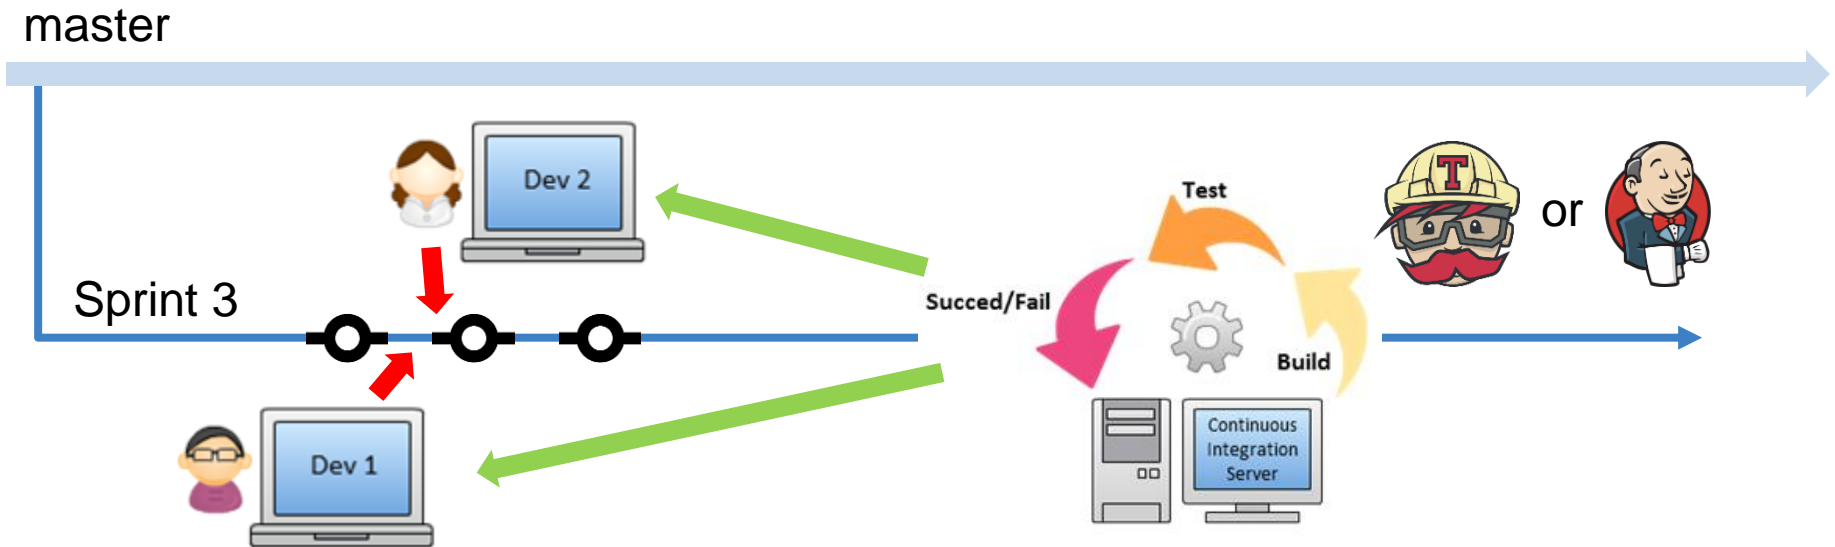 master
Dev 2
Test
T
or
Sprint 3
Succed/Fail
Build
Dev 1
Continuous
Integration
Server